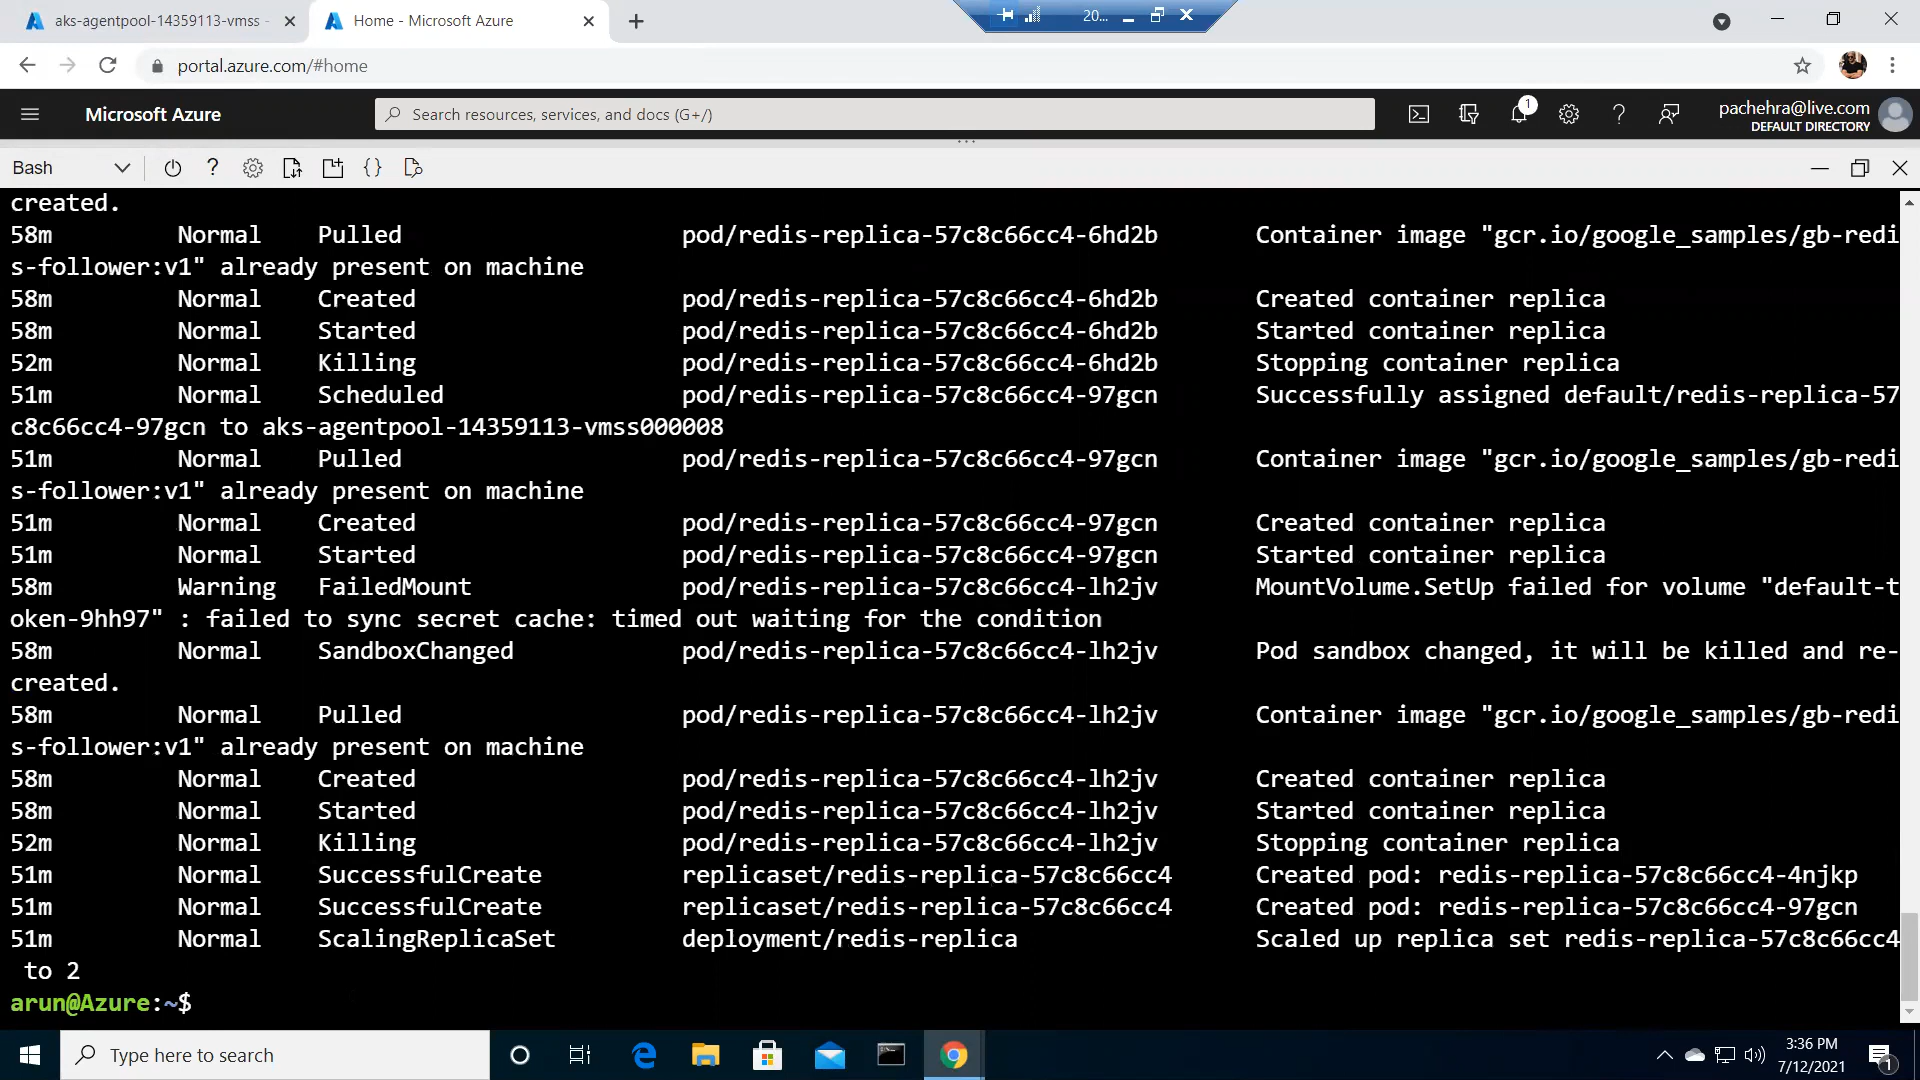 aks-agentpool-14359113-vmss -
Home - Microsoft Azure
20...
portal.azure.com/#home
Microsoft Azure
Search resources, services, and docs (G+/)
1
pachehra@live.com
DEFAULT DIRECTORY
Bash
created.
58m Normal Pulled pod/redis-replica-57c8c66cc4-6hd2b Container image "gcr.io/google_samples/gb-redi
s-follower:v1" already present on machine
58m Normal Created pod/redis-replica-57c8c66cc4-6hd2b Created container replica
58m Normal Started pod/redis-replica-57c8c66cc4-6hd2b Started container replica
52m Normal Killing pod/redis-replica-57c8c66cc4-6hd2b Stopping container replica
51m Normal Scheduled pod/redis-replica-57c8c66cc4-97gcn Successfully assigned default/redis-replica-57
c8c66cc4-97gcn to aks-agentpool-14359113-vmss000008
51m Normal Pulled pod/redis-replica-57c8c66cc4-97gcn Container image "gcr.io/google_samples/gb-redi
s-follower:v1" already present on machine
51m Normal Created pod/redis-replica-57c8c66cc4-97gcn Created container replica
51m Normal Started pod/redis-replica-57c8c66cc4-97gcn Started container replica
58m Warning FailedMount pod/redis-replica-57c8c66cc4-lh2jv MountVolume.SetUp failed for volume "default-t
oken-9hh97" : failed to sync secret cache: timed out waiting for the condition
58m Normal SandboxChanged pod/redis-replica-57c8c66cc4-lh2jv Pod sandbox changed, it will be killed and re-
created.
58m Normal Pulled pod/redis-replica-57c8c66cc4-lh2jv Container image "gcr.io/google_samples/gb-redi
s-follower:v1" already present on machine
58m Normal Created pod/redis-replica-57c8c66cc4-lh2jv Created container replica
58m Normal Started pod/redis-replica-57c8c66cc4-lh2jv Started container replica
52m Normal Killing pod/redis-replica-57c8c66cc4-lh2jv Stopping container replica
51m Normal SuccessfulCreate replicaset/redis-replica-57c8c66cc4 Created pod: redis-replica-57c8c66cc4-4njkp
51m Normal SuccessfulCreate replicaset/redis-replica-57c8c66cc4 Created pod: redis-replica-57c8c66cc4-97gcn
51m Normal ScalingReplicaSet deployment/redis-replica Scaled up replica set redis-replica-57c8c66cc4
to 2
arun@Azure:~$
Type here to search
3:36 PM
7/12/2021
1